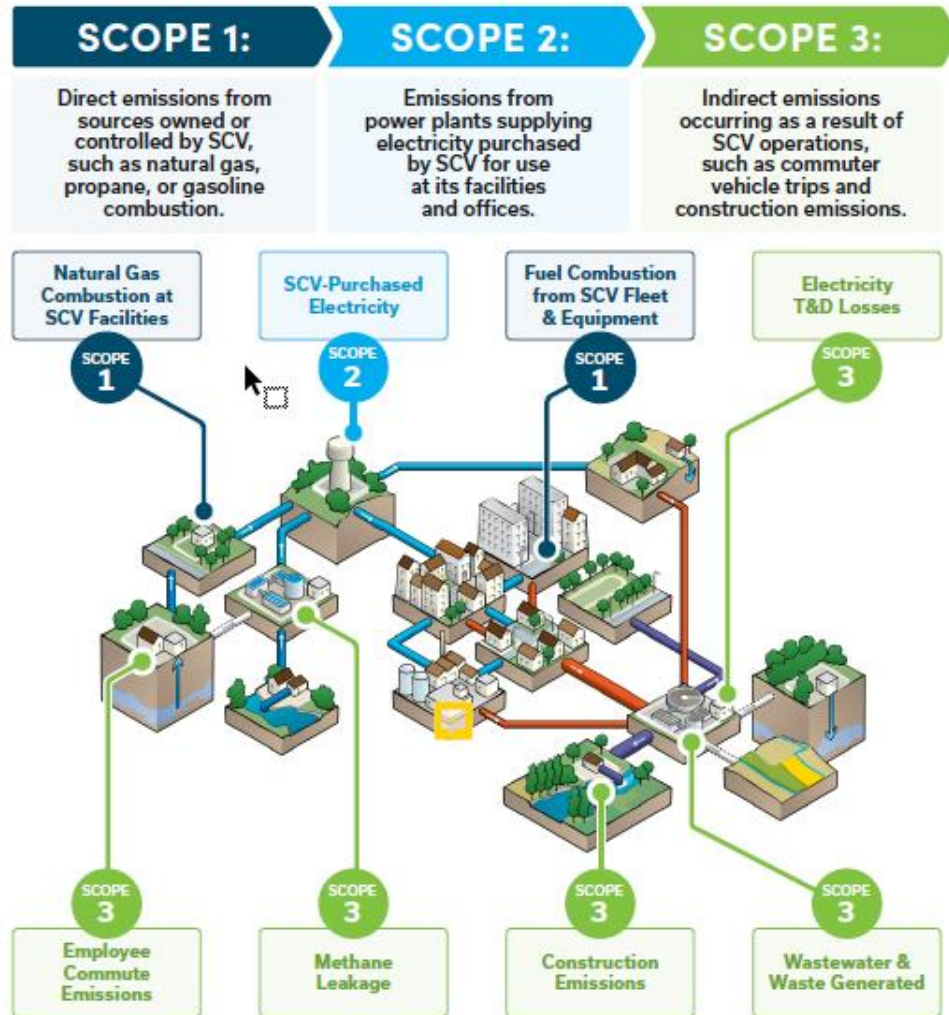 SCOPE 1:
SCOPE 2:
SCOPE 3:
Direct emissions from
sources owned or
controlled by SCV,
such as natural gas,
propane, or gasoline
combustion.
Emissions from
power plants supplying
electricity purchased
by SCV for use
at its facilities
and offices.
Indirect emissions
occurring as a result of
SCV operations,
such as commuter
vehicle trips and
construction emissions.
Natural Gas
Combustion at
SCV Facilities
SCOPE
1
SCV-Purchased
Electricity
SCOPE
2
Fuel Combustion
from SCV Fleet
& Equipment
SCOPE
1
Electricity
T&D Losses
SCOPE
3
SCOPE
3
Employee
Commute
Emissions
SCOPE
3
Methane
Leakage
SCOPE
3
Construction
Emissions
SCOPE
3
Wastewater &
Waste Generated